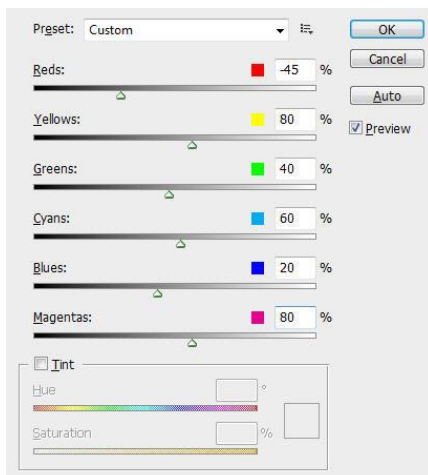 Preset: Custom
OK
Reds: -45 %
Cancel
Auto
Yellows: 80 %
Preview
Greens: 40 %
Cyans: 60 %
Blues: 20 %
Magentas: 80 %
Tint
Hue °
Saturation %